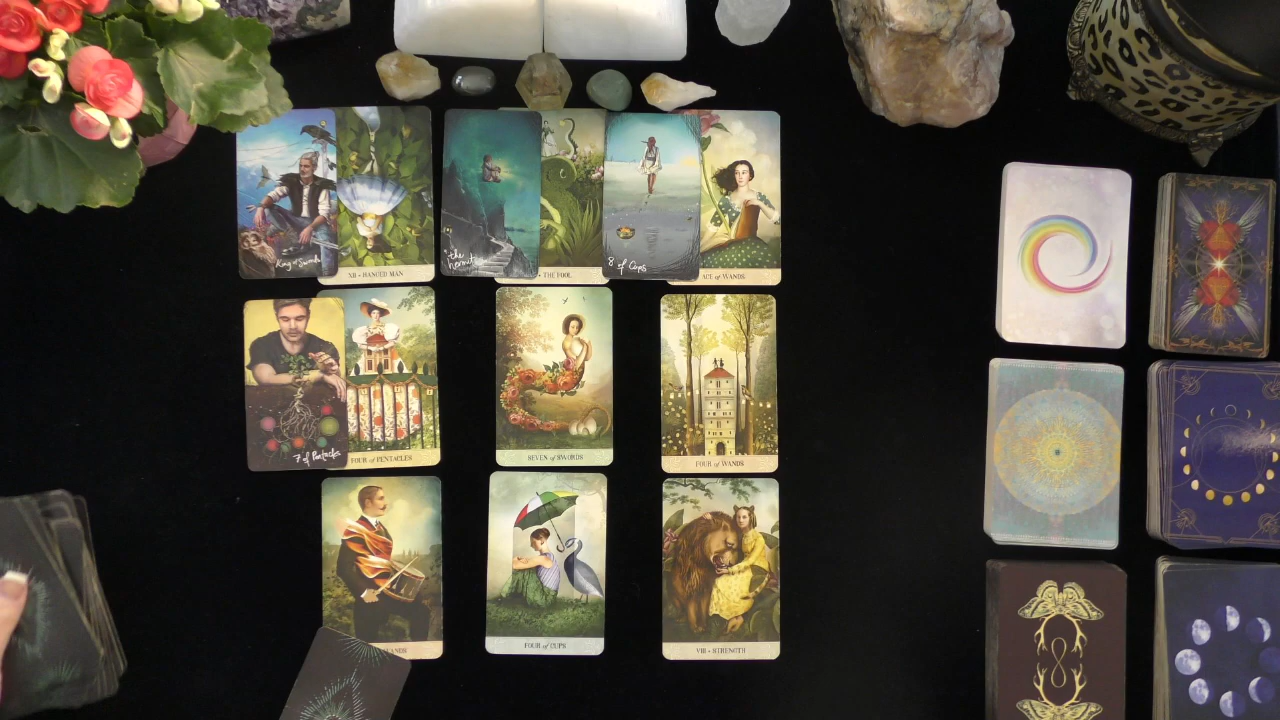 King of Swords
XII • HANGED MAN
the
hermit
• THE FOOL
8 of Cups
ACE of WANDS
7 of Pentacles
FOUR of PENTACLES
SEVEN of SWORDS
FOUR of WANDS
FOUR of CUPS
VIII • STRENGTH